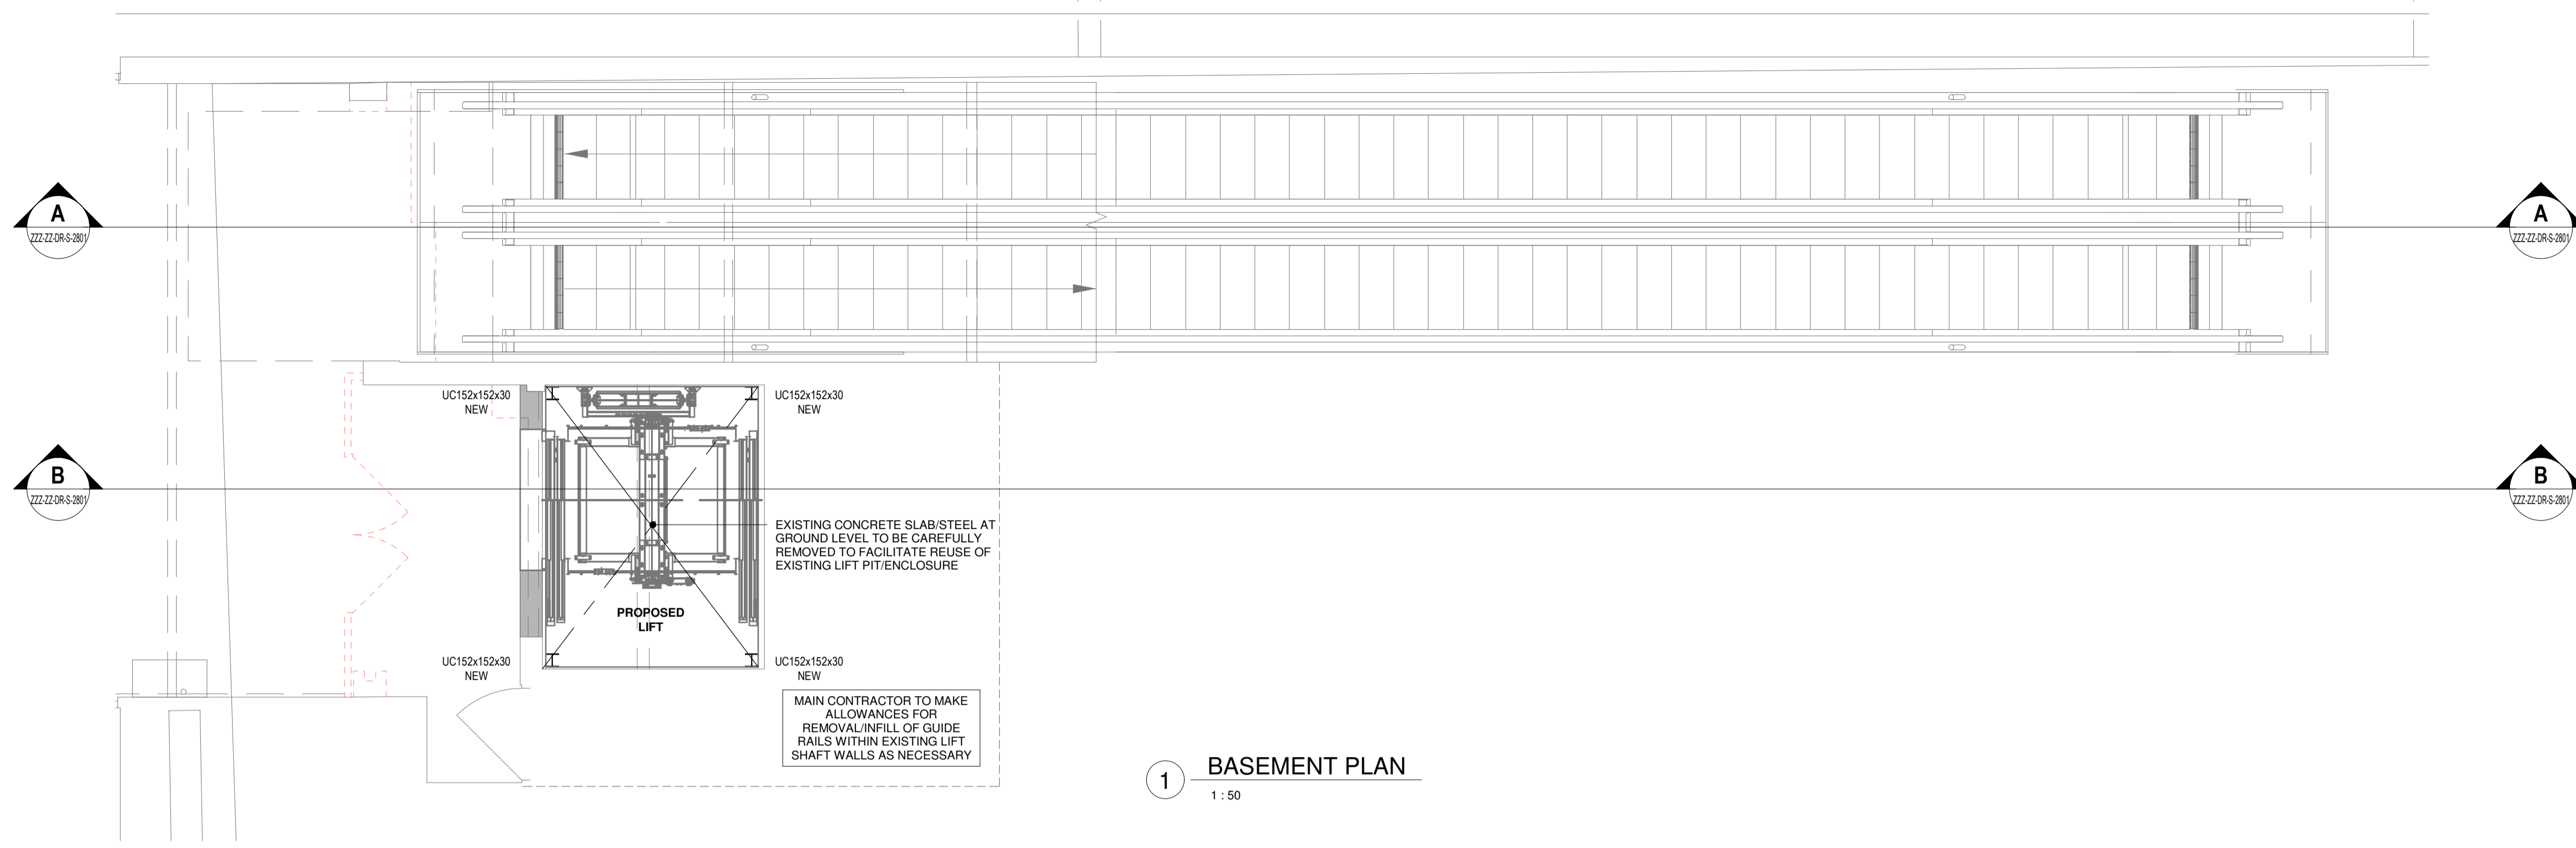 A
ZZZ-ZZ-DR-S-2801
A
ZZZ-ZZ-DR-S-2801
UC152x152x30
NEW
UC152x152x30
NEW
B
ZZZ-ZZ-DR-S-2801
B
ZZZ-ZZ-DR-S-2801
EXISTING CONCRETE SLAB/STEEL AT
GROUND LEVEL TO BE CAREFULLY
REMOVED TO FACILITATE REUSE OF
EXISTING LIFT PIT/ENCLOSURE
PROPOSED
LIFT
UC152x152x30
NEW
UC152x152x30
NEW
MAIN CONTRACTOR TO MAKE
ALLOWANCES FOR
REMOVAL/INFILL OF GUIDE
RAILS WITHIN EXISTING LIFT
SHAFT WALLS AS NECESSARY
1
BASEMENT PLAN
1 : 50